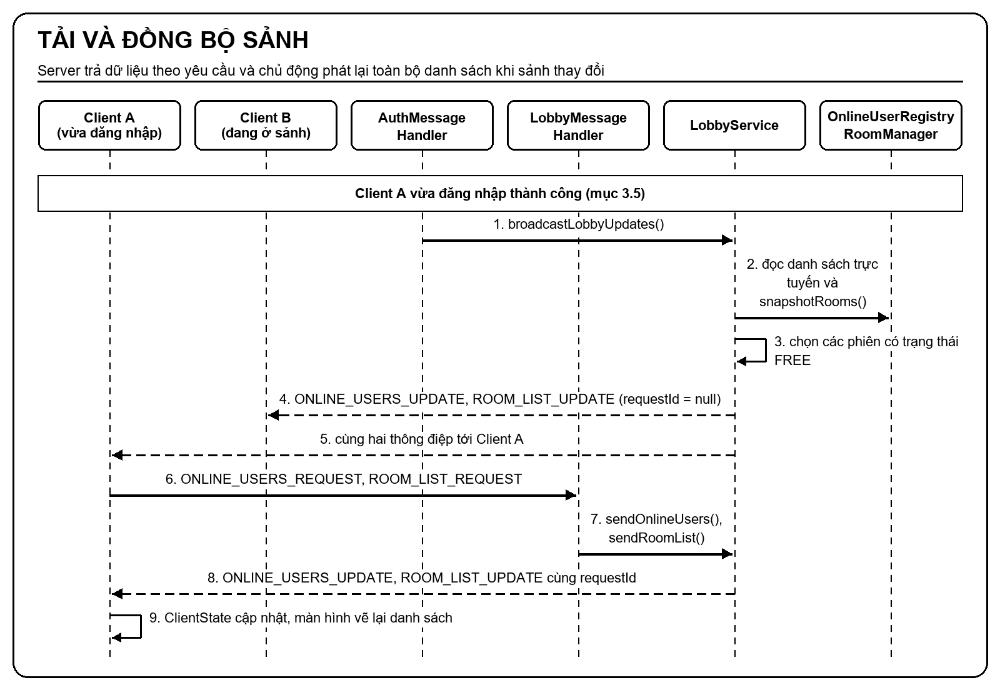 TẢI VÀ ĐỒNG BỘ SẢNH
Server trả dữ liệu theo yêu cầu và chủ động phát lại toàn bộ danh sách khi sảnh thay đổi
Client A
(vừa đăng nhập)
Client B
(đang ở sảnh)
AuthMessage
Handler
LobbyMessage
Handler
LobbyService
OnlineUserRegistry
RoomManager
Client A vừa đăng nhập thành công (mục 3.5)
1. broadcastLobbyUpdates()
2. đọc danh sách trực
tuyến và
snapshotRooms()
3. chọn các phiên có trạng thái
FREE
4. ONLINE_USERS_UPDATE, ROOM_LIST_UPDATE (requestId = null)
5. cùng hai thông điệp tới Client A
6. ONLINE_USERS_REQUEST, ROOM_LIST_REQUEST
7. sendOnlineUsers(),
sendRoomList()
8. ONLINE_USERS_UPDATE, ROOM_LIST_UPDATE cùng requestId
9. ClientState cập nhật, màn hình vẽ lại danh sách